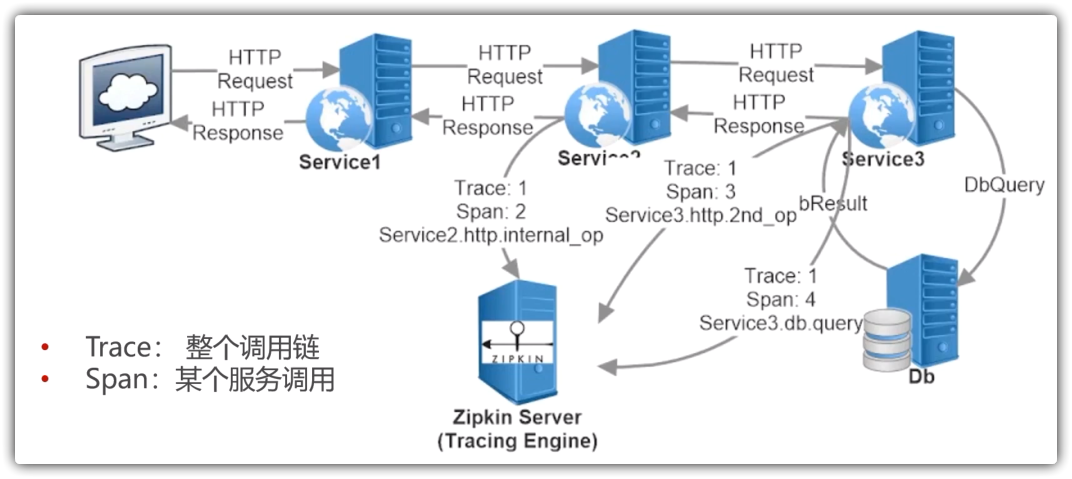 HTTP
Request
HTTP
Response
HTTP
Request
HTTP
Response
HTTP
Request
HTTP
Response
Service1
Service2
Service3
Trace: 1
Span: 2
Service2.http.internal_op
Trace: 1
Span: 3
Service3.http.2nd_op
bResult
DbQuery
Trace: 1
Span: 4
Service3.db.query
Db
ZIPKIN
Zipkin Server
(Tracing Engine)
• Trace： 整个调用链
• Span：某个服务调用